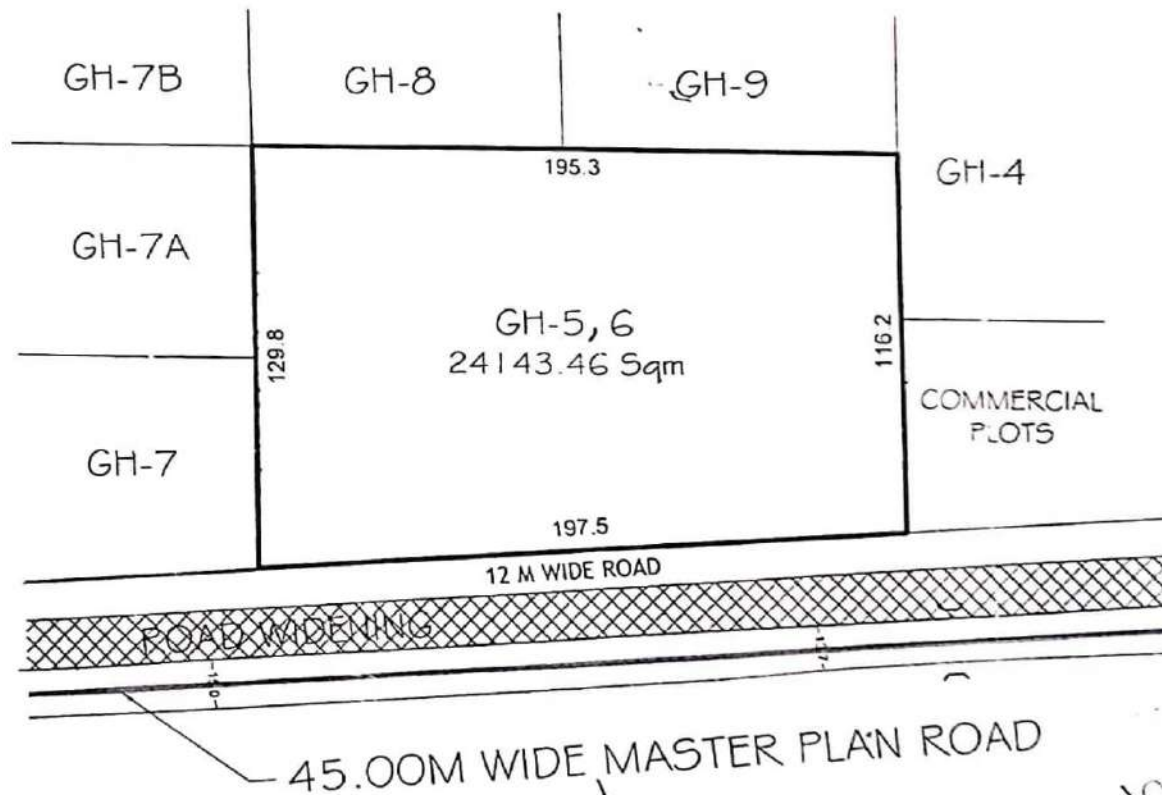 GH-7B
GH-8
GH-9
195.3
GH-4
GH-7A
GH-5, 6
24143.46 Sqm
129.8
116.2
COMMERCIAL
PLOTS
GH-7
197.5
12 M WIDE ROAD
ROAD WIDENING
45.00M WIDE MASTER PLAN ROAD